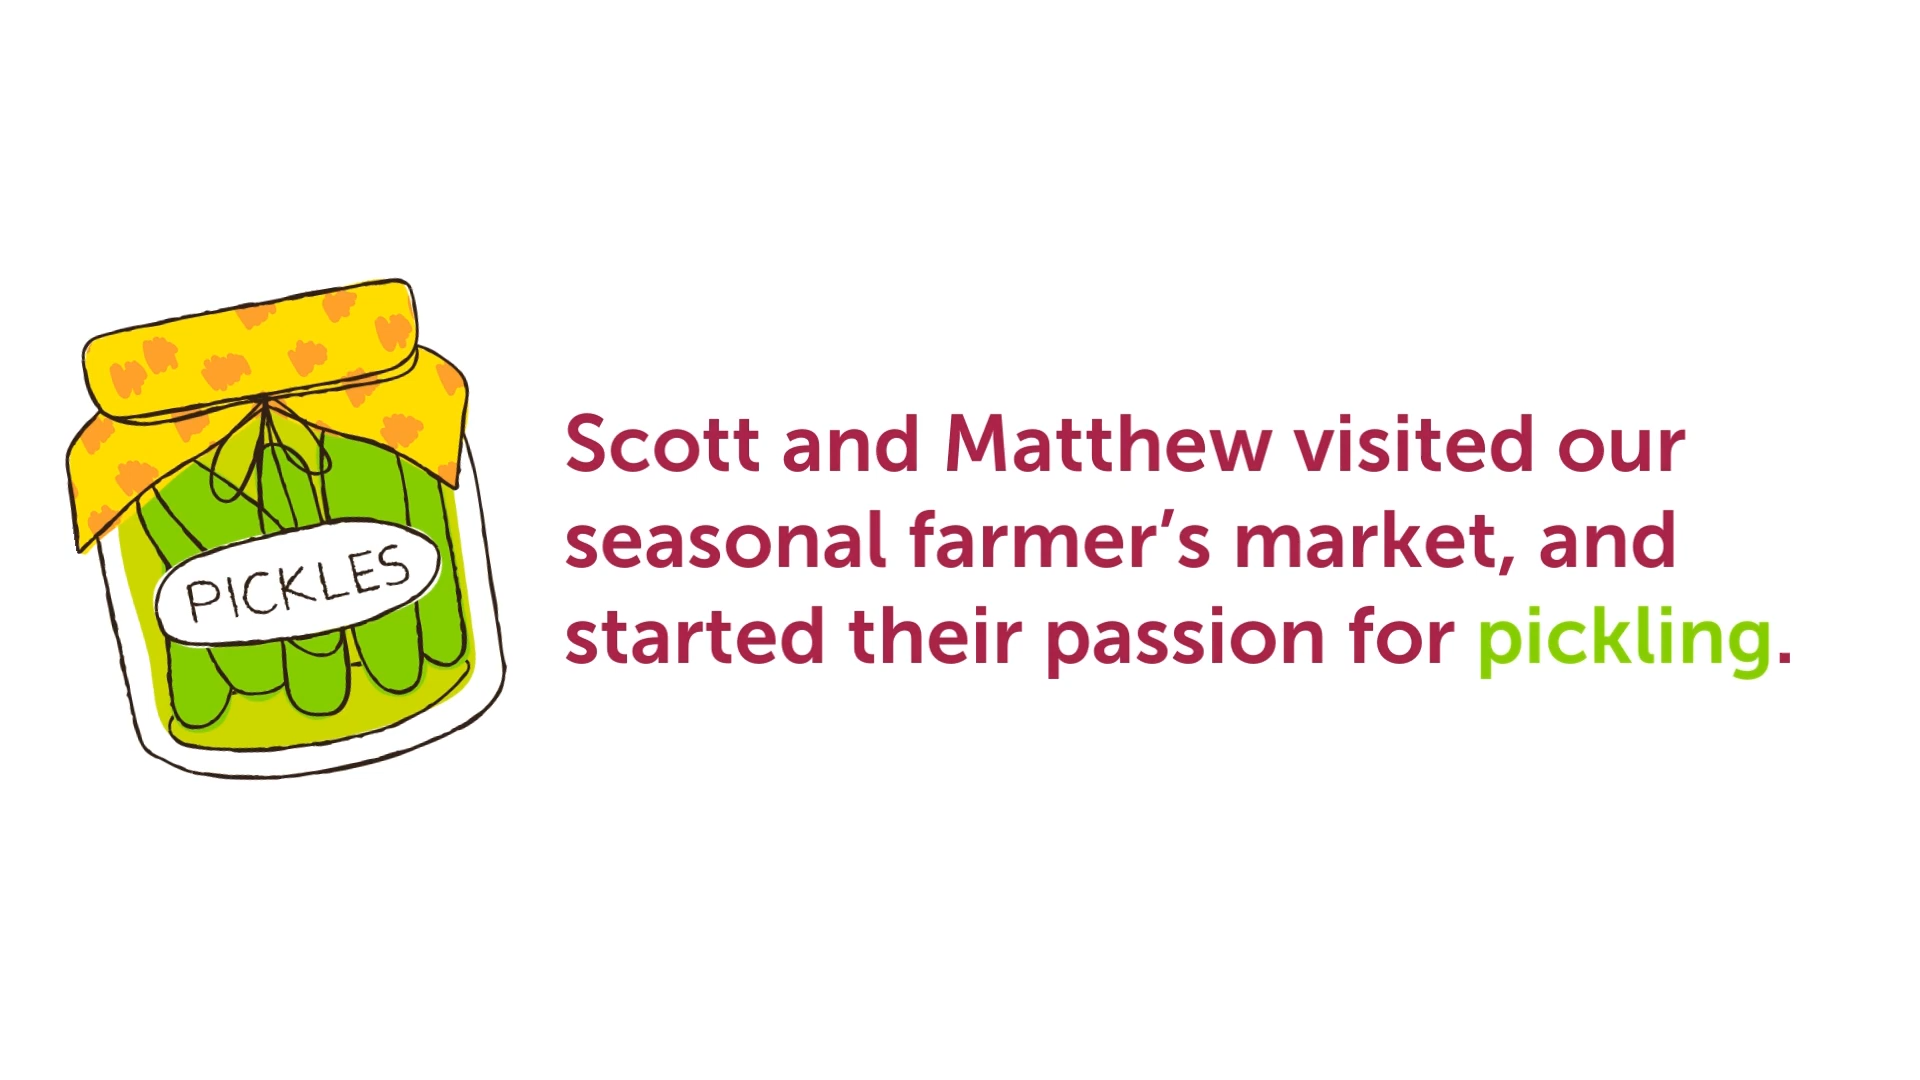 PICKLES
Scott and Matthew visited our
seasonal farmer’s market, and
started their passion for pickling.